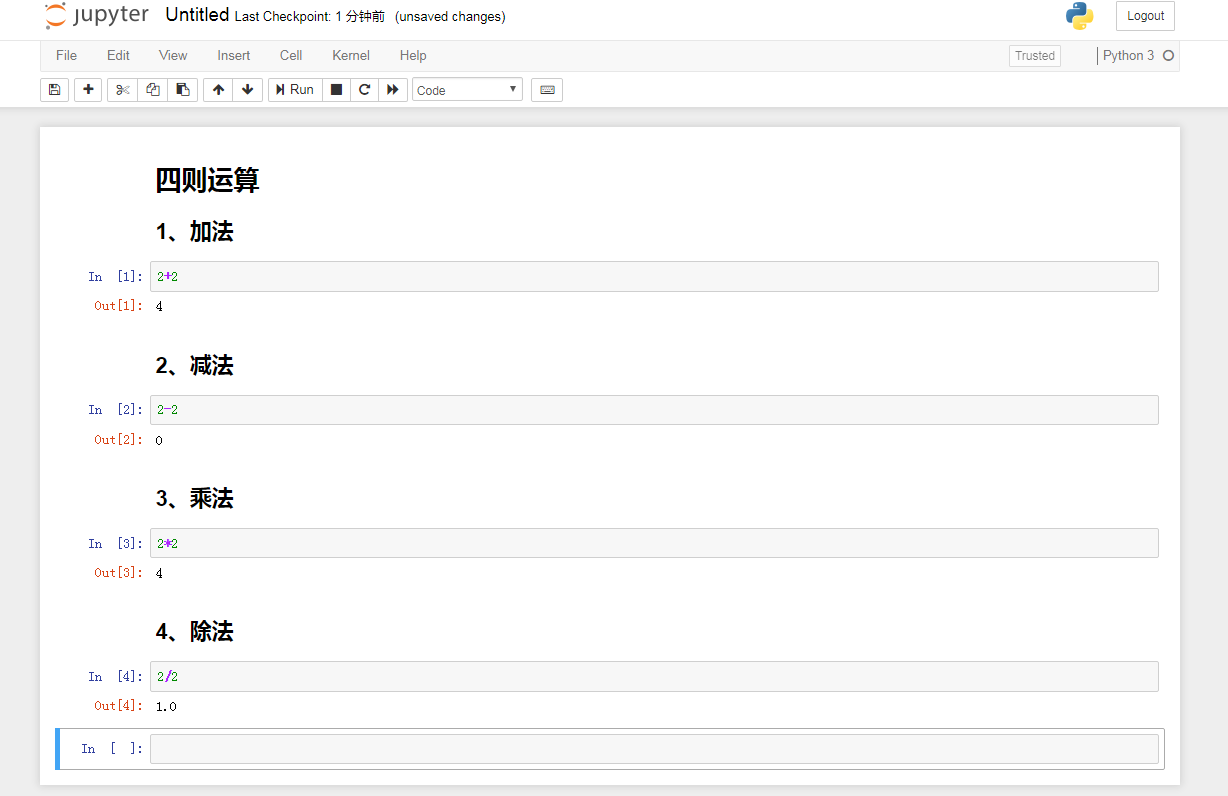 jupyter Untitled Last Checkpoint: 1 分钟前 (unsaved changes) Logout
File Edit View Insert Cell Kernel Help Trusted Python 3
Run Code
四则运算
1、加法
In [1]: 2+2
Out[1]: 4
2、减法
In [2]: 2-2
Out[2]: 0
3、乘法
In [3]: 2*2
Out[3]: 4
4、除法
In [4]: 2/2
Out[4]: 1.0
In [ ]: